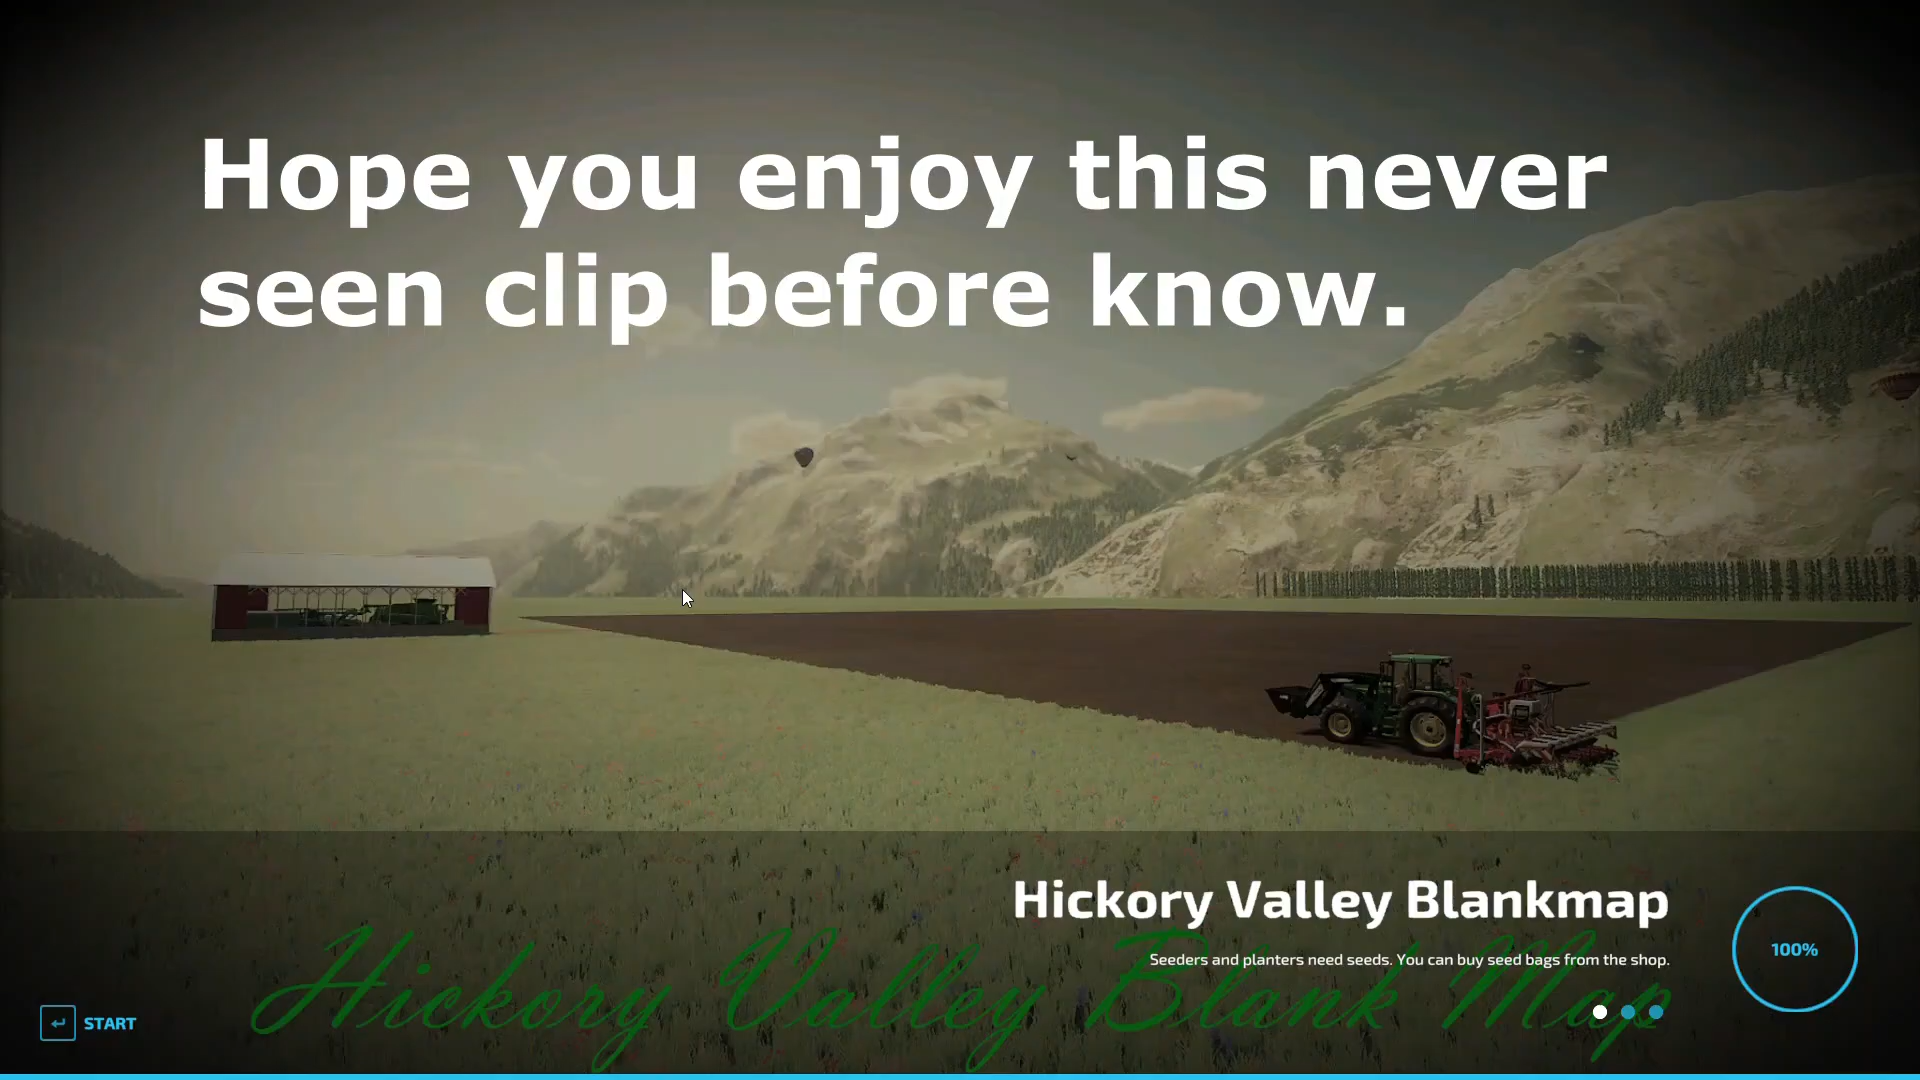 Hope you enjoy this never
seen clip before know.
Hickory Valley Blankmap
Seeders and planters need seeds. You can buy seed bags from the shop.
100%
Hickory Valley Blank Map
START